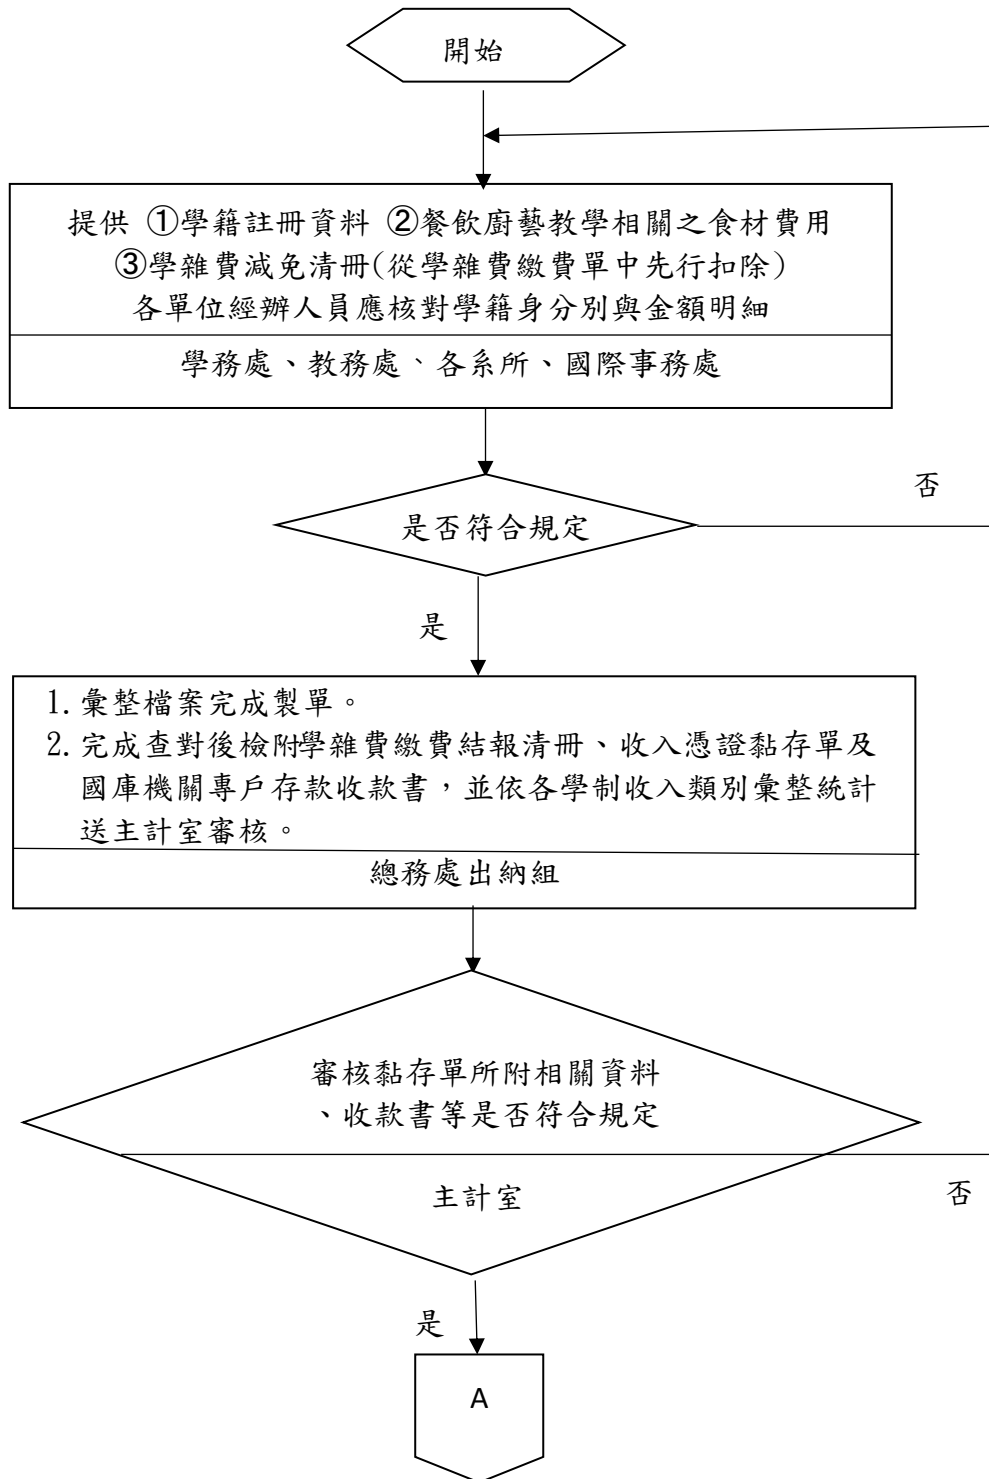 開始
提供 ①學籍註冊資料 ②餐飲廚藝教學相關之食材費用
③學雜費減免清冊(從學雜費繳費單中先行扣除)
各單位經辦人員應核對學籍身分別與金額明細
學務處、教務處、各系所、國際事務處
否
是否符合規定
是
1. 彙整檔案完成製單。
2. 完成查對後檢附學雜費繳費結報清冊、收入憑證黏存單及
國庫機關專戶存款收款書，並依各學制收入類別彙整統計
送主計室審核。
總務處出納組
審核黏存單所附相關資料
、收款書等是否符合規定
主計室
否
是
A